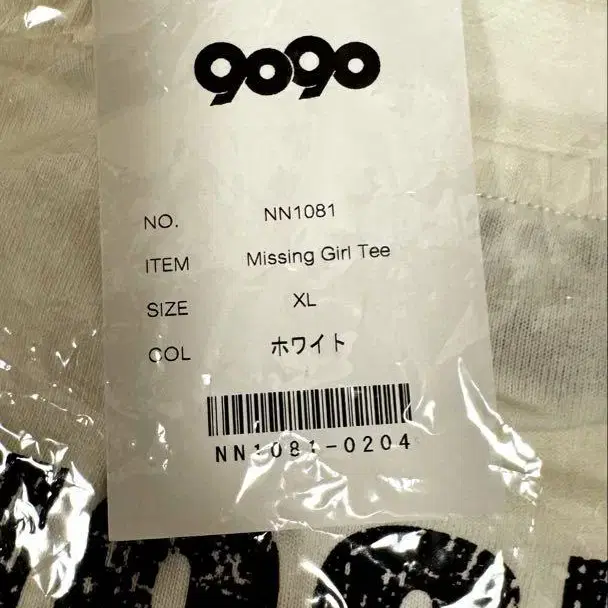 9090
NO. NN1081
ITEM Missing Girl Tee
SIZE XL
COL ホワイト
NN1081-0204